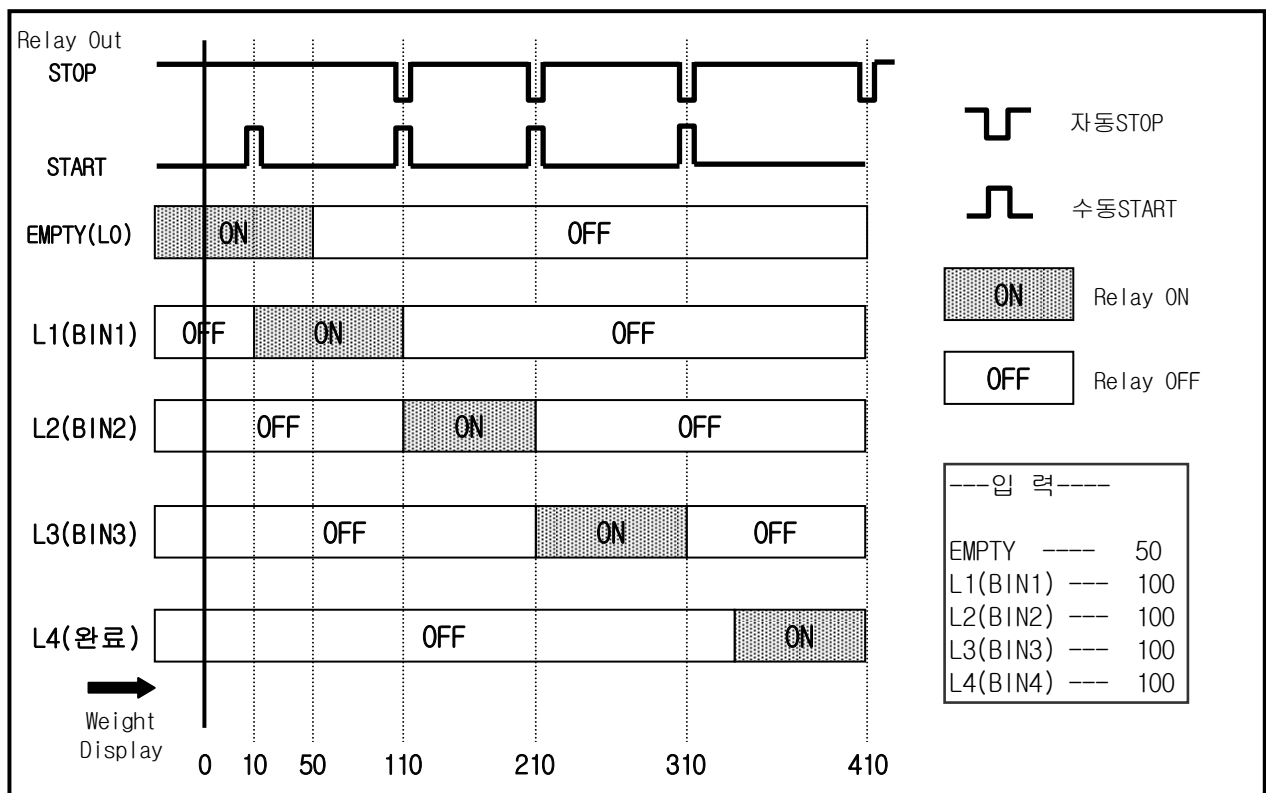 Relay Out
STOP
START
EMPTY(L0) ON OFF
L1(BIN1) OFF ON OFF
L2(BIN2) OFF ON OFF
L3(BIN3) OFF ON OFF
L4(완료) OFF ON
Weight
Display
0 10 50 110 210 310 410
자동STOP
수동START
ON Relay ON
OFF Relay OFF
---입 력----
EMPTY ---- 50
L1(BIN1) --- 100
L2(BIN2) --- 100
L3(BIN3) --- 100
L4(BIN4) --- 100